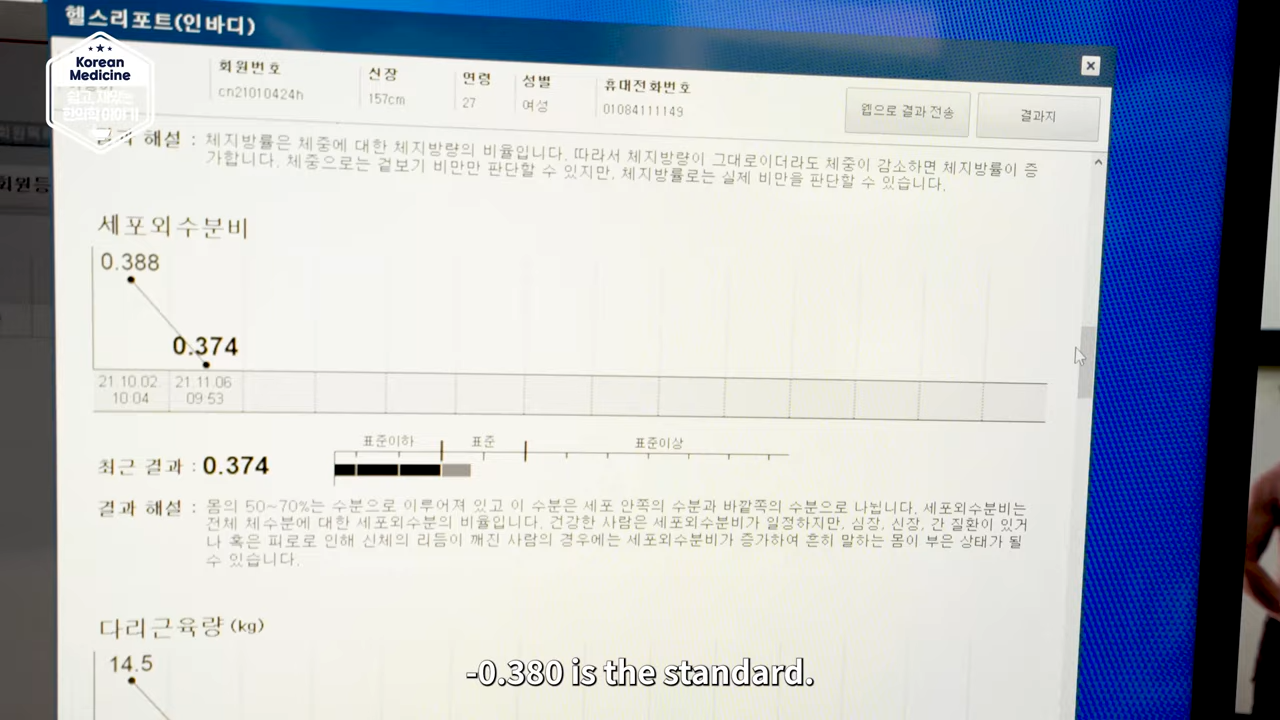 헬스리포트(인바디)
Korean
Medicine
쉽고, 재밌는
한의학 이야기
회원번호
cn21010424h
신장
157cm
연령
27
성별
여성
휴대전화번호
01084111149
웹으로 결과 전송
결과지
결과 해설 : 체지방률은 체중에 대한 체지방량의 비율입니다. 따라서 체지방량이 그대로이더라도 체중이 감소하면 체지방률이 증
가합니다. 체중으로는 겉보기 비만만 판단할 수 있지만, 체지방률로는 실제 비만을 판단할 수 있습니다.
세포외수분비
0.388
0.374
21.10.02. 21.11.06
10:04 09:53
표준이하 표준 표준이상
최근 결과 : 0.374
결과 해설 : 몸의 50~70%는 수분으로 이루어져 있고 이 수분은 세포 안쪽의 수분과 바깥쪽의 수분으로 나뉩니다. 세포외수분비는
전체 체수분에 대한 세포외수분의 비율입니다. 건강한 사람은 세포외수분비가 일정하지만, 심장, 신장, 간 질환이 있거
나 혹은 피로로 인해 신체의 리듬이 깨진 사람의 경우에는 세포외수분비가 증가하여 흔히 말하는 몸이 부은 상태가 될
수 있습니다.
다리근육량 (kg)
14.5
-0.380 is the standard.